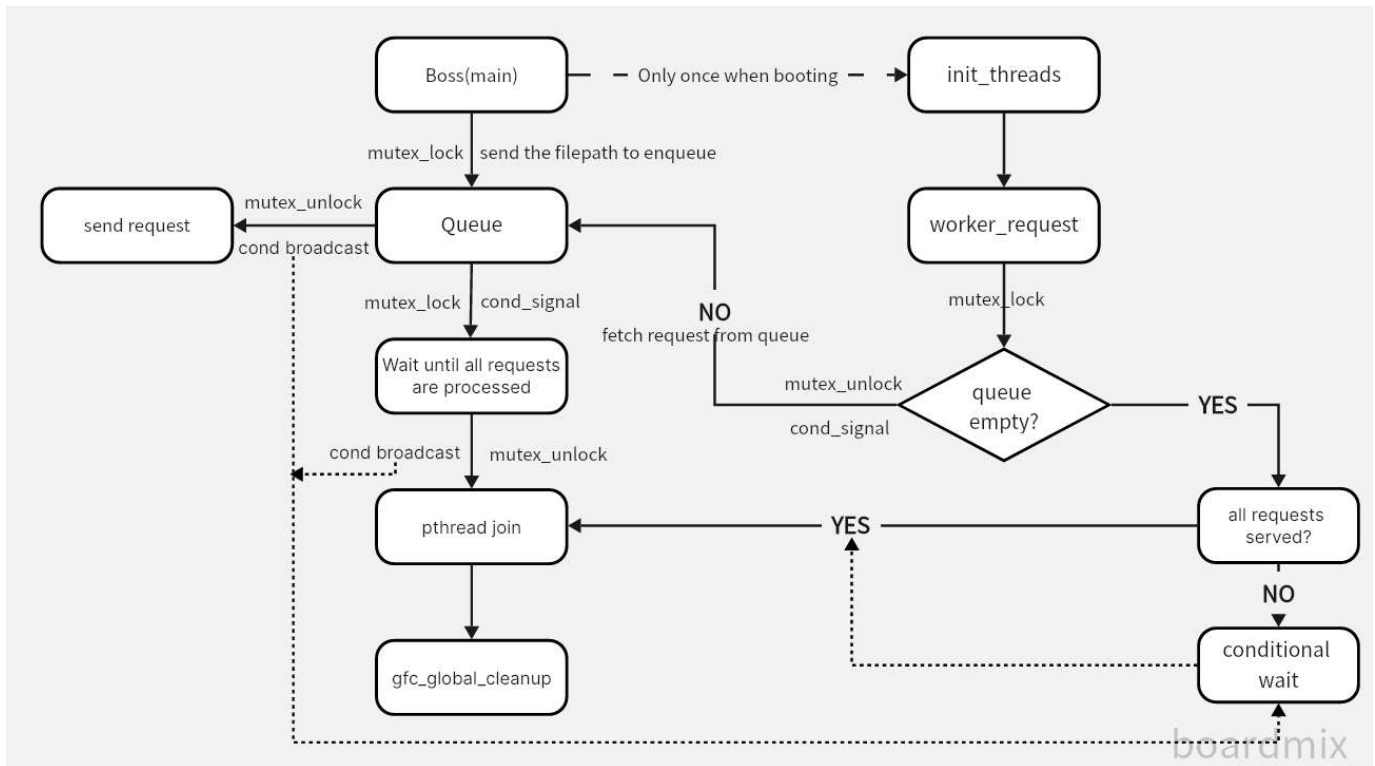 Boss(main)
Only once when booting
init_threads
mutex_lock
send the filepath to enqueue
send request
mutex_unlock
cond broadcast
Queue
worker_request
mutex_lock
cond_signal
NO
fetch request from queue
mutex_lock
Wait until all requests
are processed
mutex_unlock
cond_signal
queue
empty?
YES
cond broadcast
mutex_unlock
pthread join
YES
all requests
served?
NO
gfc_global_cleanup
conditional
wait
boardmix